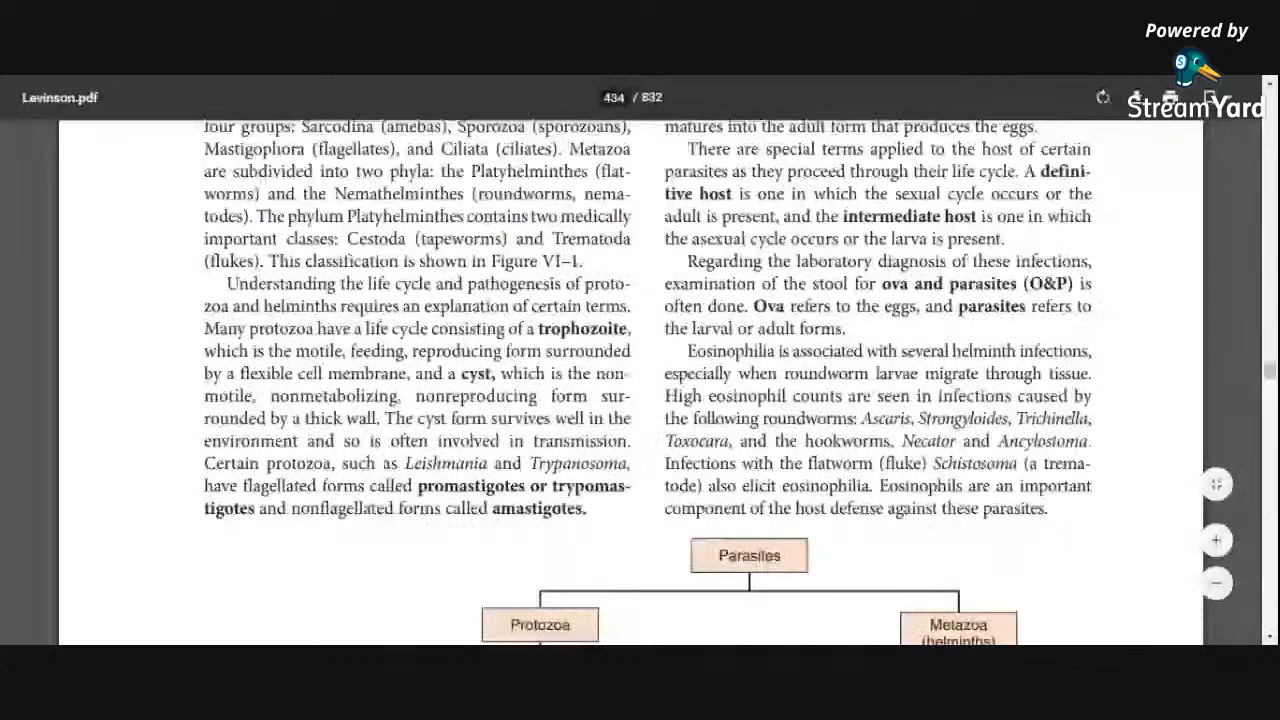 Powered by
StreamYard
Levinson.pdf
434 / 832
four groups: Sarcodina (amebas), Sporozoa (sporozoans),
Mastigophora (flagellates), and Ciliata (ciliates). Metazoa
are subdivided into two phyla: the Platyhelminthes (flat-
worms) and the Nemathelminthes (roundworms, nema-
todes). The phylum Platyhelminthes contains two medically
important classes: Cestoda (tapeworms) and Trematoda
(flukes). This classification is shown in Figure VI–1.
Understanding the life cycle and pathogenesis of proto-
zoa and helminths requires an explanation of certain terms.
Many protozoa have a life cycle consisting of a trophozoite,
which is the motile, feeding, reproducing form surrounded
by a flexible cell membrane, and a cyst, which is the non-
motile, nonmetabolizing, nonreproducing form sur-
rounded by a thick wall. The cyst form survives well in the
environment and so is often involved in transmission.
Certain protozoa, such as Leishmania and Trypanosoma,
have flagellated forms called promastigotes or trypomas-
tigotes and nonflagellated forms called amastigotes.
matures into the adult form that produces the eggs.
There are special terms applied to the host of certain
parasites as they proceed through their life cycle. A defini-
tive host is one in which the sexual cycle occurs or the
adult is present, and the intermediate host is one in which
the asexual cycle occurs or the larva is present.
Regarding the laboratory diagnosis of these infections,
examination of the stool for ova and parasites (O&P) is
often done. Ova refers to the eggs, and parasites refers to
the larval or adult forms.
Eosinophilia is associated with several helminth infections,
especially when roundworm larvae migrate through tissue.
High eosinophil counts are seen in infections caused by
the following roundworms: Ascaris, Strongyloides, Trichinella,
Toxocara, and the hookworms, Necator and Ancylostoma.
Infections with the flatworm (fluke) Schistosoma (a trema-
tode) also elicit eosinophilia. Eosinophils are an important
component of the host defense against these parasites.
Parasites
Protozoa
Metazoa
(helminths)